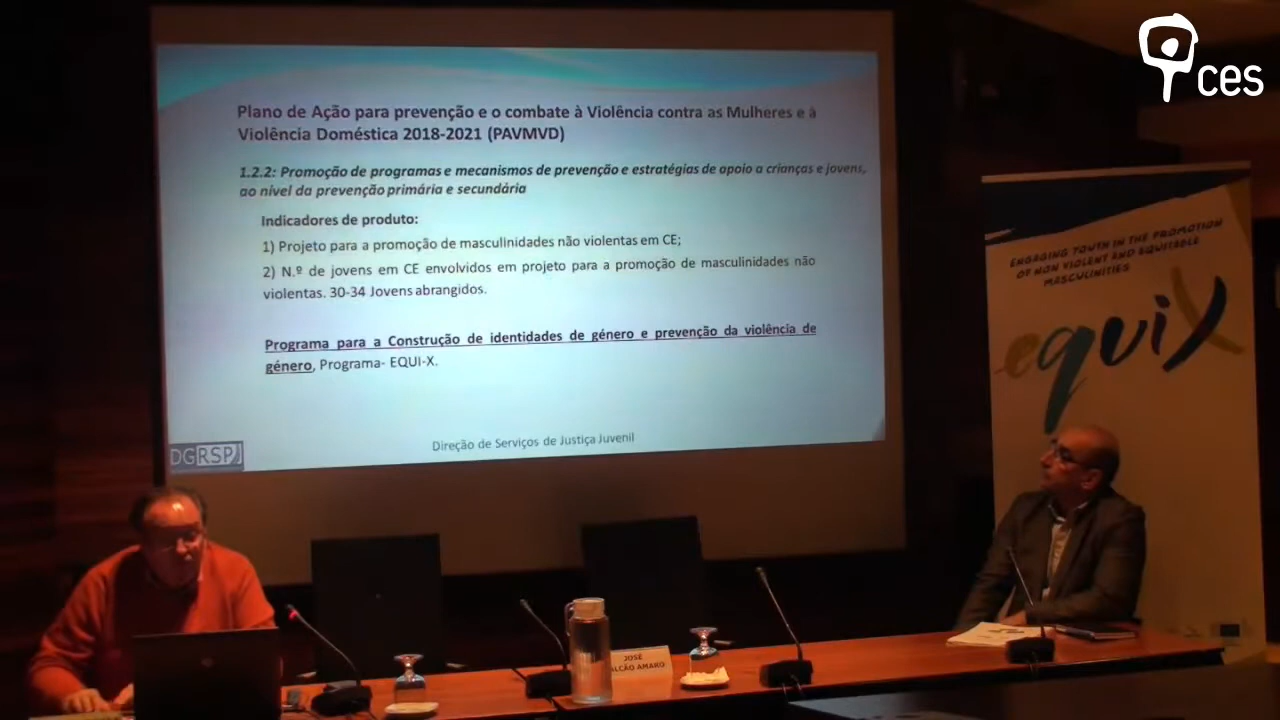 ces
Plano de Ação para prevenção e o combate à Violência contra as Mulheres e à
Violência Doméstica 2018-2021 (PAVMVD)
1.2.2: Promoção de programas e mecanismos de prevenção e estratégias de apoio a crianças e jovens,
ao nível da prevenção primária e secundária
Indicadores de produto:
1) Projeto para a promoção de masculinidades não violentas em CE;
2) N.º de jovens em CE envolvidos em projeto para a promoção de masculinidades não
violentas. 30-34 Jovens abrangidos.
Programa para a Construção de identidades de género e prevenção da violência de
género, Programa- EQUI-X.
Direção de Serviços de Justiça Juvenil
DGRSPJ
ENGAGING YOUTH IN THE PROMOTION
OF NON VIOLENT AND EQUITABLE
MASCULINITIES
equiX
JOSÉ
AMARO